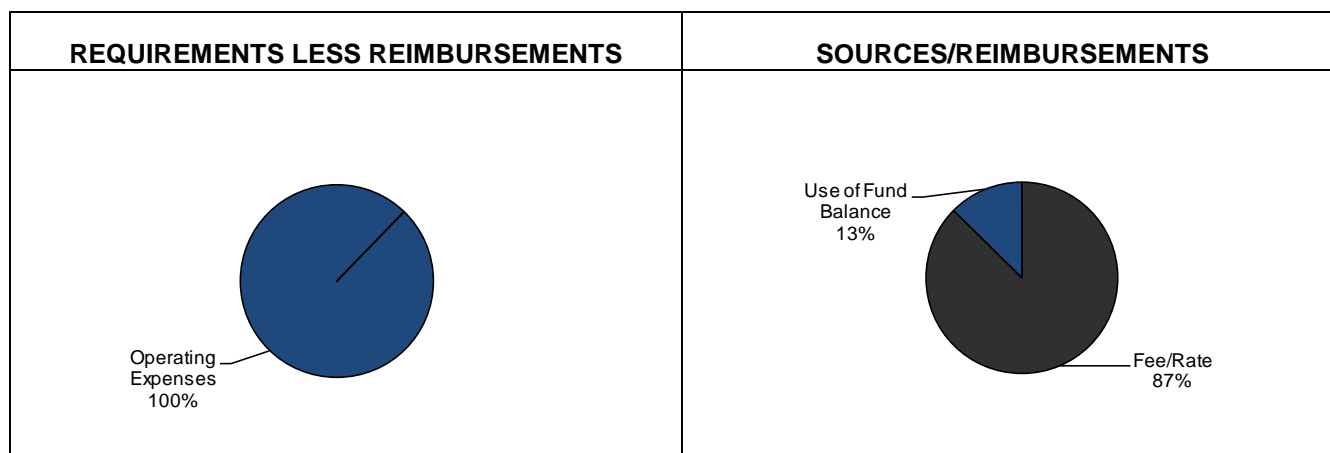 REQUIREMENTS LESS REIMBURSEMENTS
SOURCES/REIMBURSEMENTS
Operating
Expenses
100%
Use of Fund
Balance
13%
Fee/Rate
87%